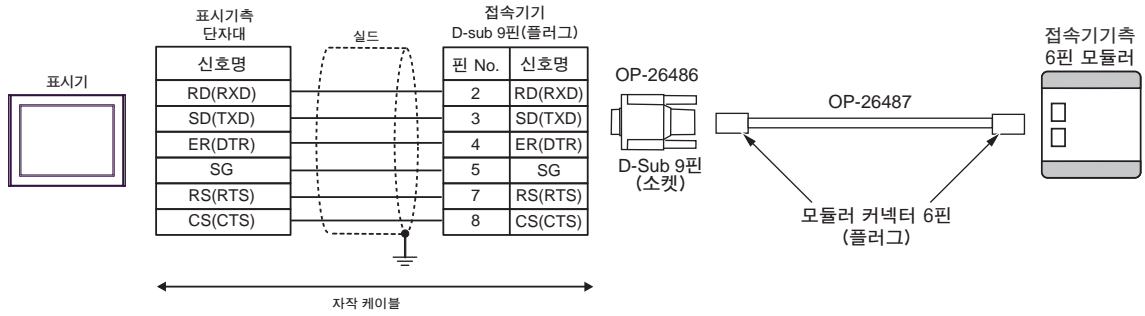 표시기
표시기측
단자대
실드
접속기기
D-sub 9핀(플러그)
신호명
핀 No. 신호명
RD(RXD) 2 RD(RXD)
SD(TXD) 3 SD(TXD)
ER(DTR) 4 ER(DTR)
SG 5 SG
RS(RTS) 7 RS(RTS)
CS(CTS) 8 CS(CTS)
자작 케이블
OP-26486
D-Sub 9핀
(소켓)
OP-26487
모듈러 커넥터 6핀
(플러그)
접속기기측
6핀 모듈러